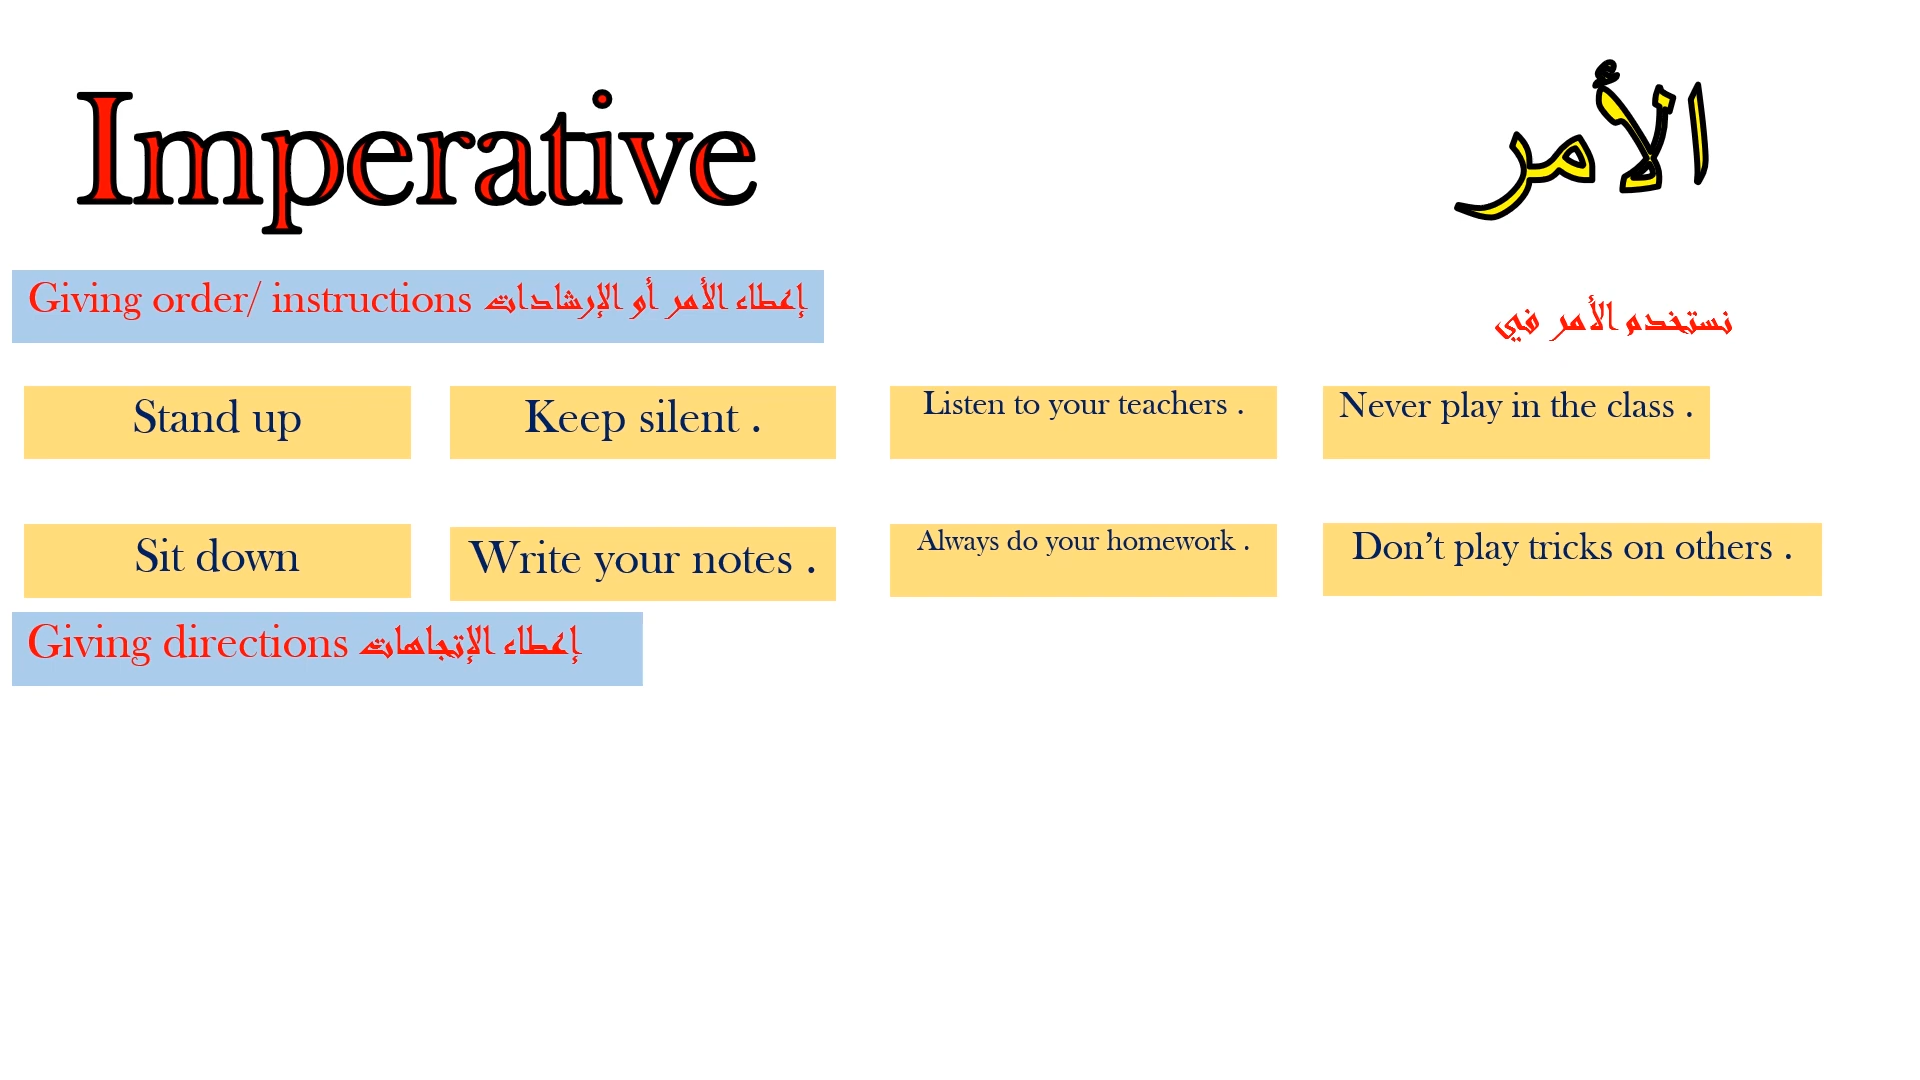 Imperative
الأمر
Giving order/ instructions إعطاء الأمر أو الإرشادات
نستخدم الأمر في
Stand up
Keep silent .
Listen to your teachers .
Never play in the class .
Sit down
Write your notes .
Always do your homework .
Don’t play tricks on others .
Giving directions إعطاء الإتجاهات